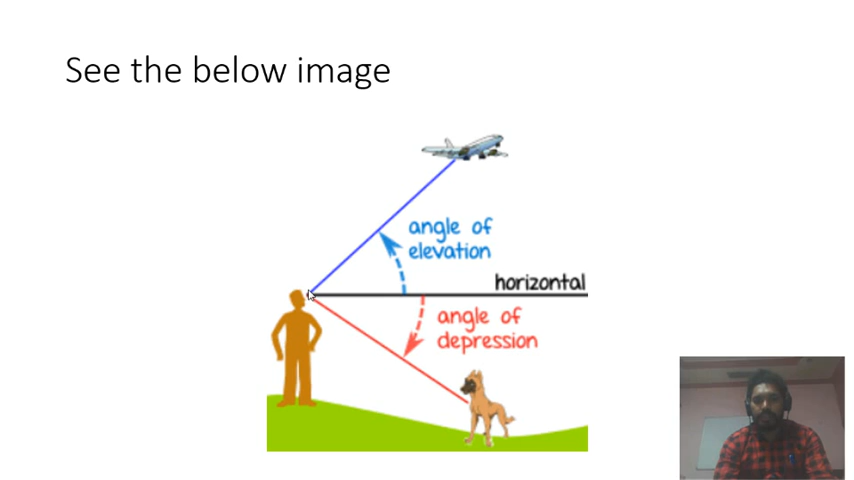 See the below image
angle of
elevation
horizontal
angle of
depression